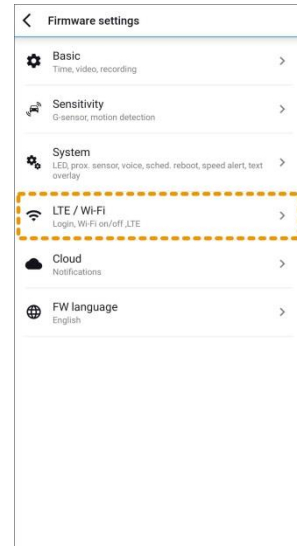 Firmware settings
Basic
Time, video, recording
Sensitivity
G-sensor, motion detection
System
LED, prox. sensor, voice, sched. reboot, speed alert, text
overlay
LTE / Wi-Fi
Login, Wi-Fi on/off ,LTE
Cloud
Notifications
FW language
English